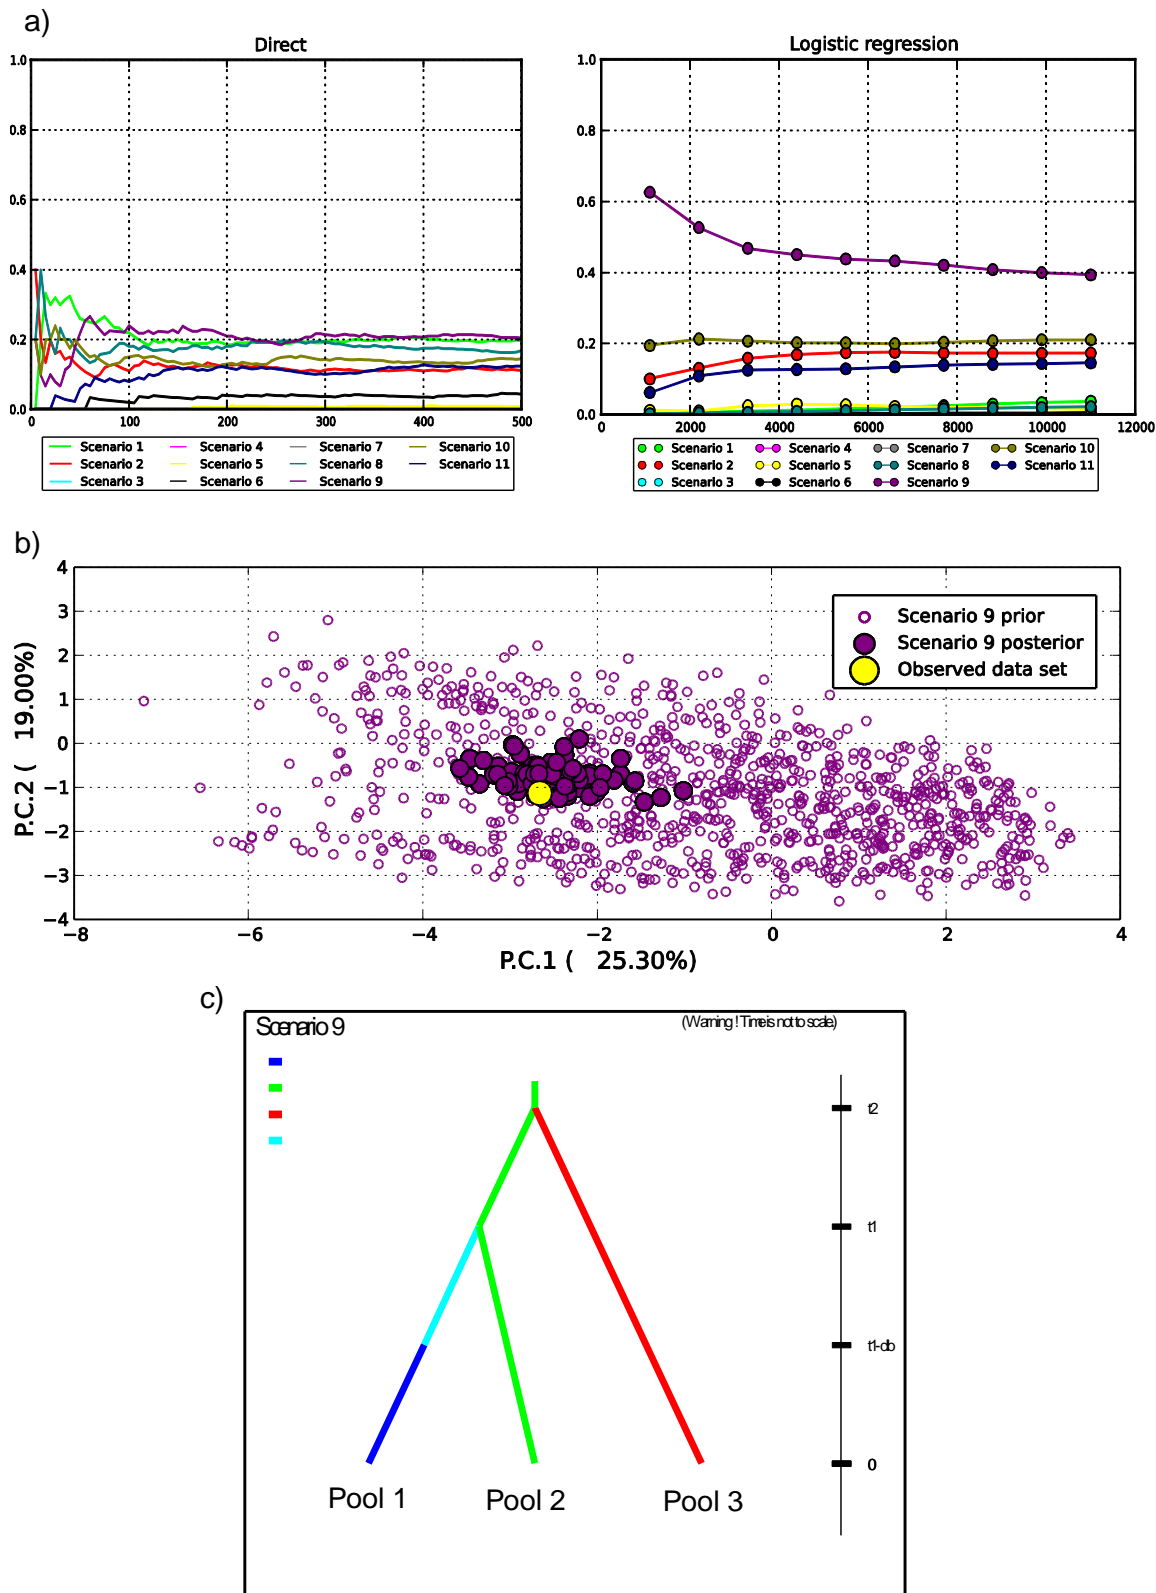 a)
Direct
Logistic regression
1.0
0.8
0.6
0.4
0.2
0.0
0 100 200 300 400 500
1.0
0.8
0.6
0.4
0.2
0.0
0 2000 4000 6000 8000 10000 12000
Scenario 1 Scenario 4 Scenario 7 Scenario 10
Scenario 2 Scenario 5 Scenario 8 Scenario 11
Scenario 3 Scenario 6 Scenario 9
Scenario 1 Scenario 4 Scenario 7 Scenario 10
Scenario 2 Scenario 5 Scenario 8 Scenario 11
Scenario 3 Scenario 6 Scenario 9
b)
P.C.2 ( 19.00%)
4
3
2
1
0
−1
−2
−3
−4
−8 −6 −4 −2 0 2 4
P.C.1 ( 25.30%)
Scenario 9 prior
Scenario 9 posterior
Observed data set
c)
Scenario 9
(Warning ! Time is not to scale.)
t2
t1
t1-db
0
Pool 1 Pool 2 Pool 3